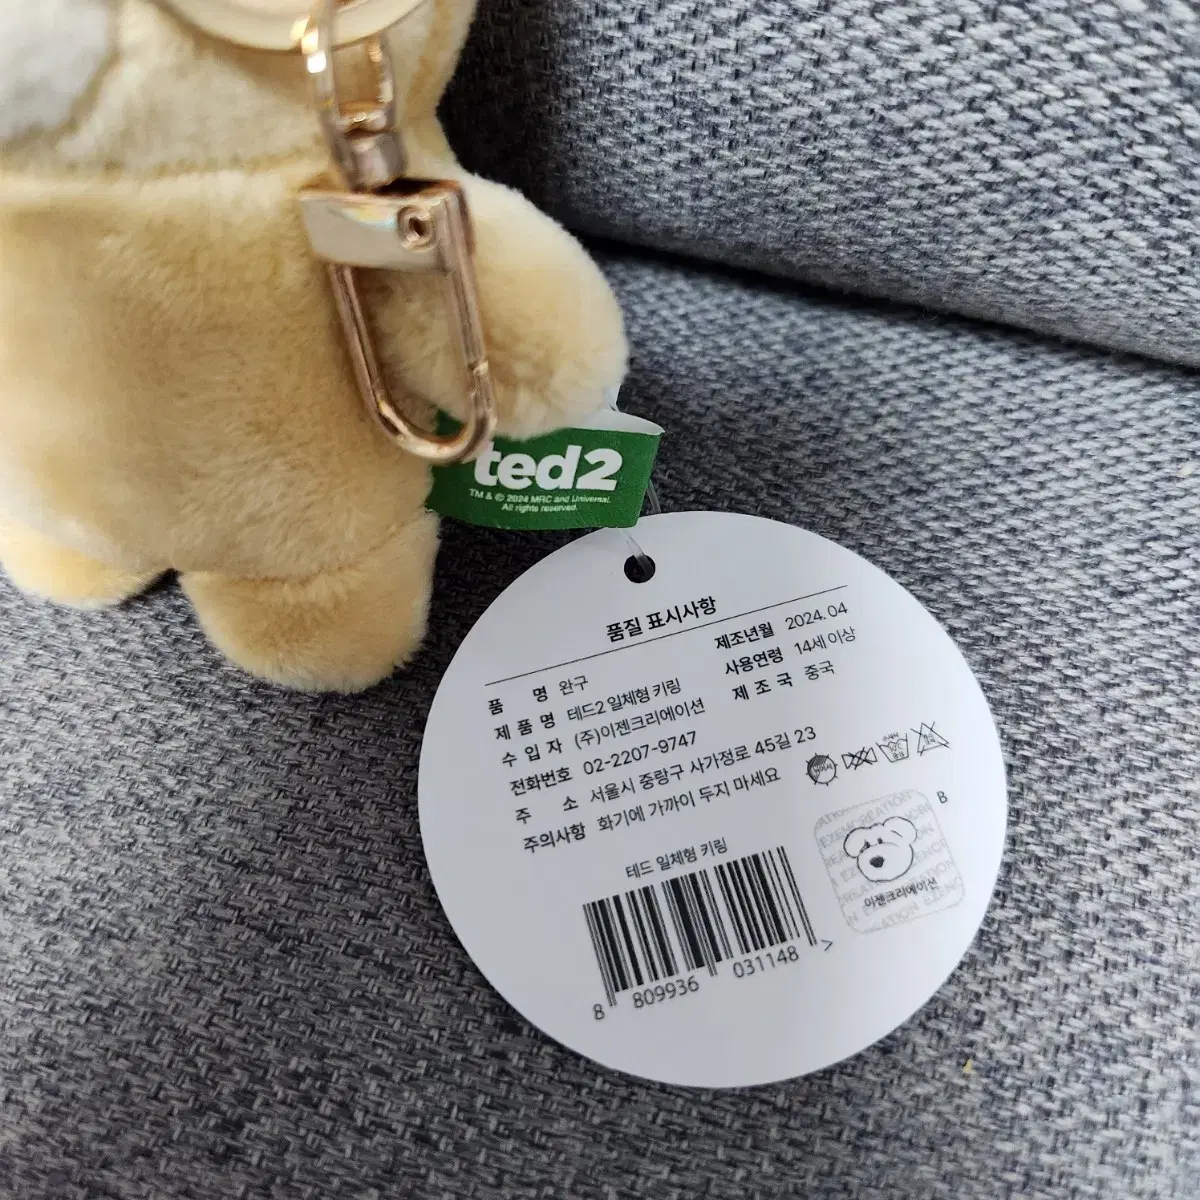 ted2
TM & © 2024 MRC and Universal.
All rights reserved.
품질 표시사항
품 명 완구
제조년월 2024. 04
제 품 명 테드2 일체형 키링
사용연령 14세 이상
수 입 자 (주)이젠크리에이션
제 조 국 중국
전화번호 02-2207-9747
주 소 서울시 중랑구 사가정로 45길 23
주의사항 화기에 가까이 두지 마세요
B
테드 일체형 키링
EXENCREATION
이젠크리에이션
8 809936 031148 >